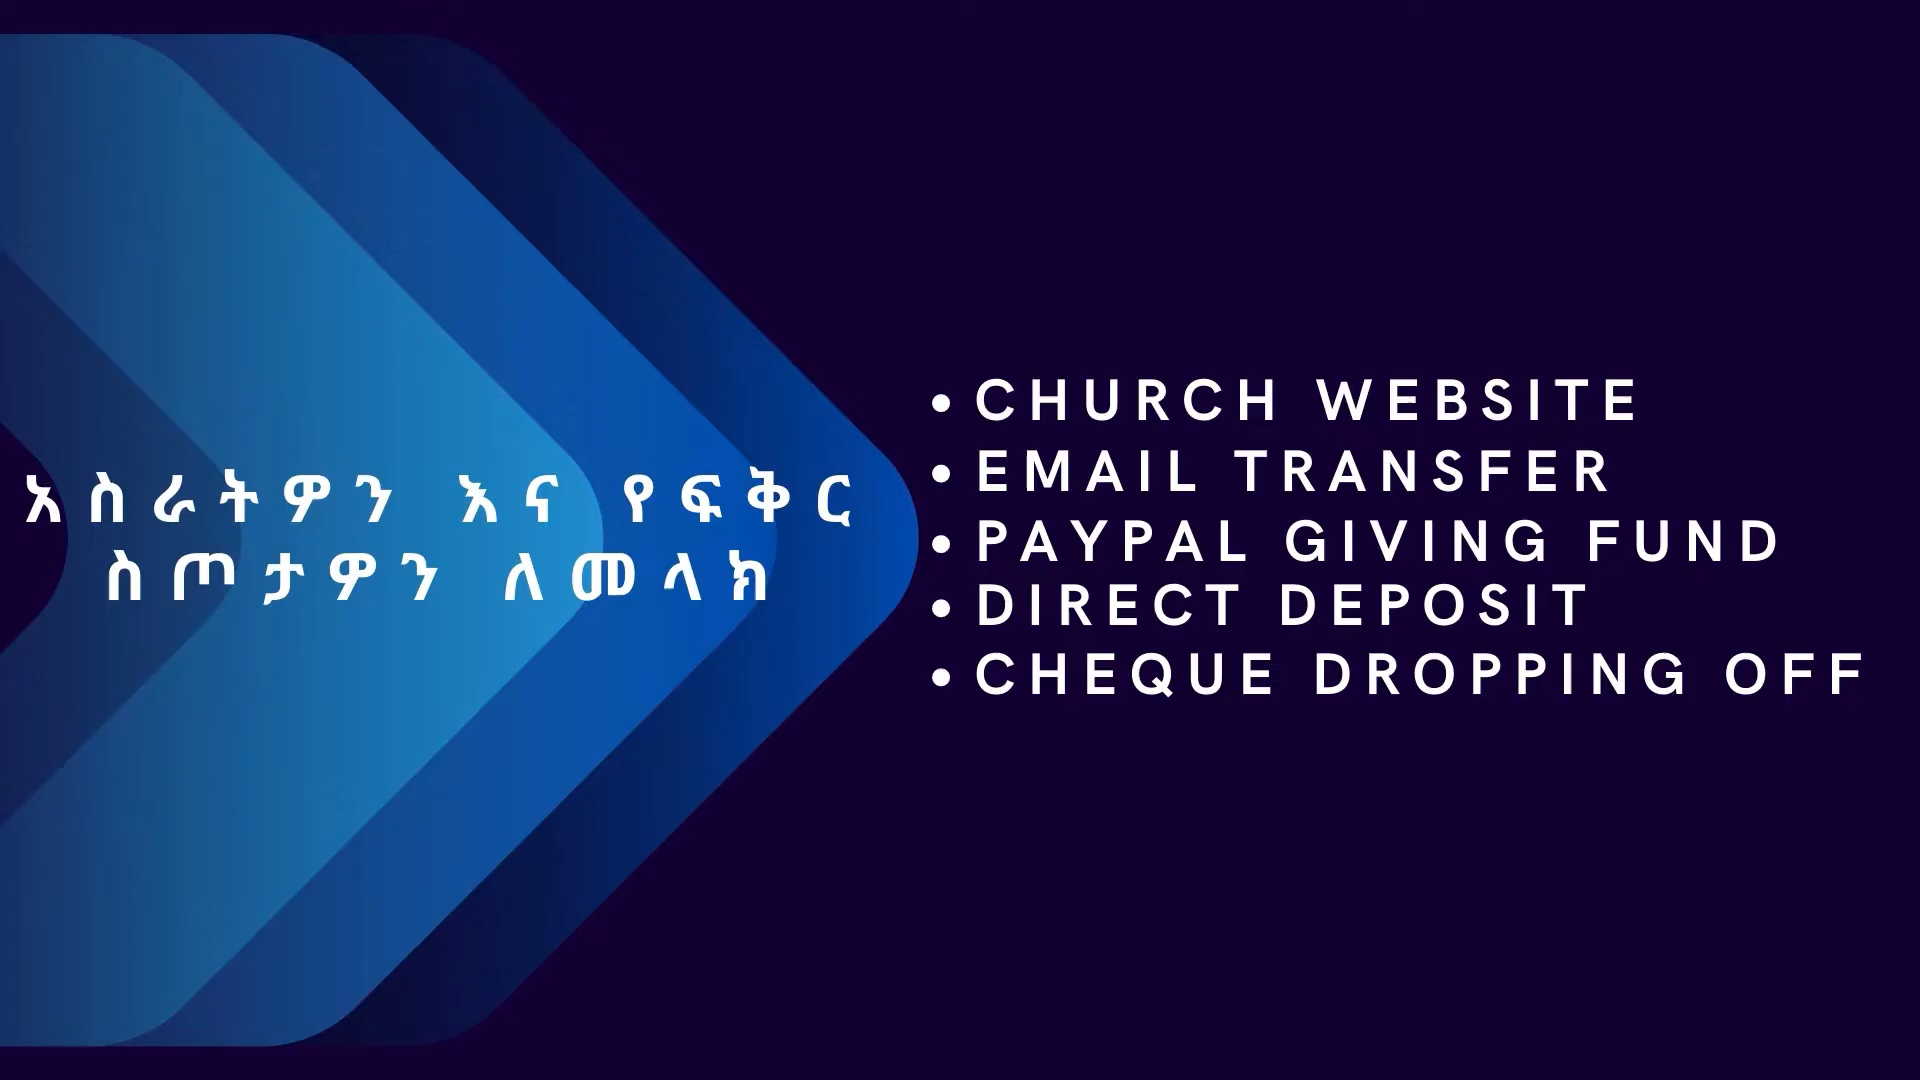 አስራትዎን እና የፍቅር
ስጦታዎን ለመላክ
• CHURCH WEBSITE
• EMAIL TRANSFER
• PAYPAL GIVING FUND
• DIRECT DEPOSIT
• CHEQUE DROPPING OFF